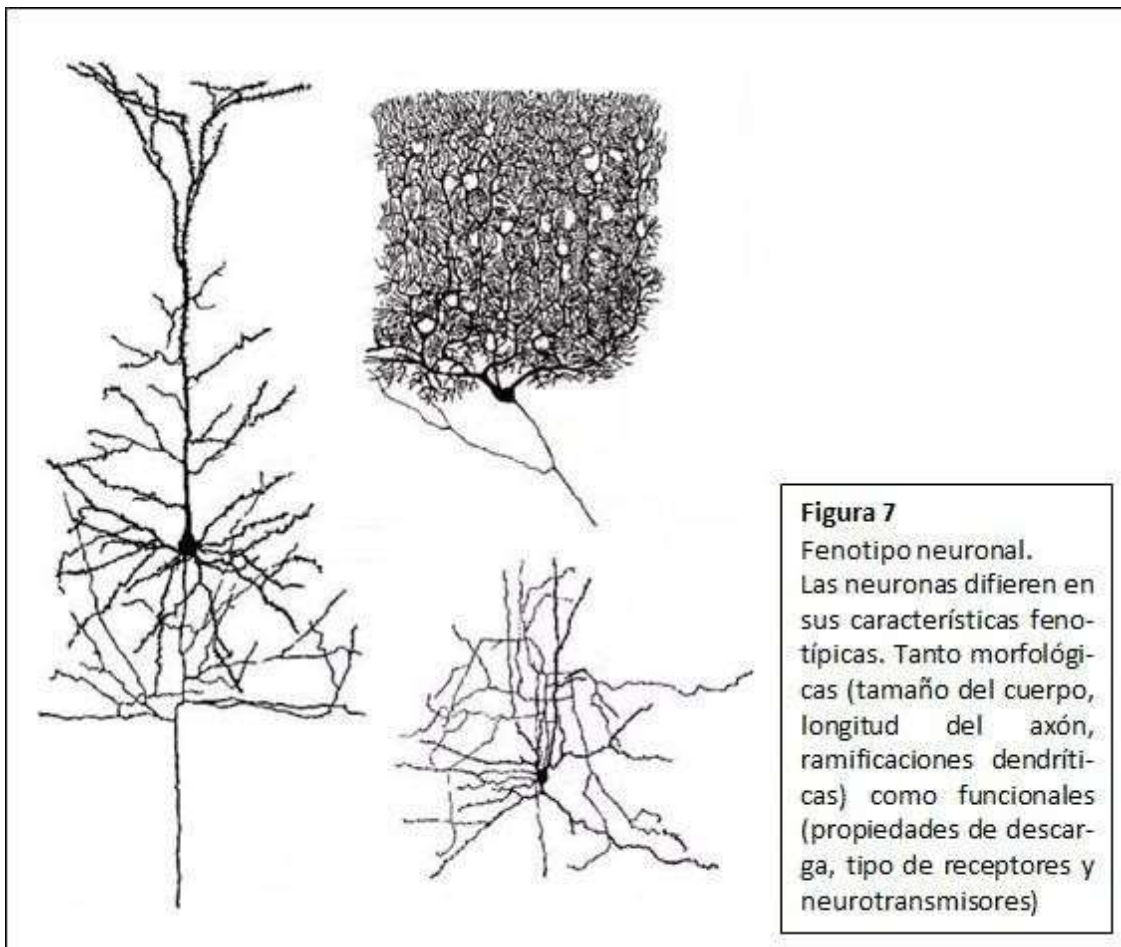 Figura 7
Fenotipo neuronal.
Las neuronas difieren en
sus características feno-
típicas. Tanto morfológi-
cas (tamaño del cuerpo,
longitud del axón,
ramificaciones dendríti-
cas) como funcionales
(propiedades de descar-
ga, tipo de receptores y
neurotransmisores)